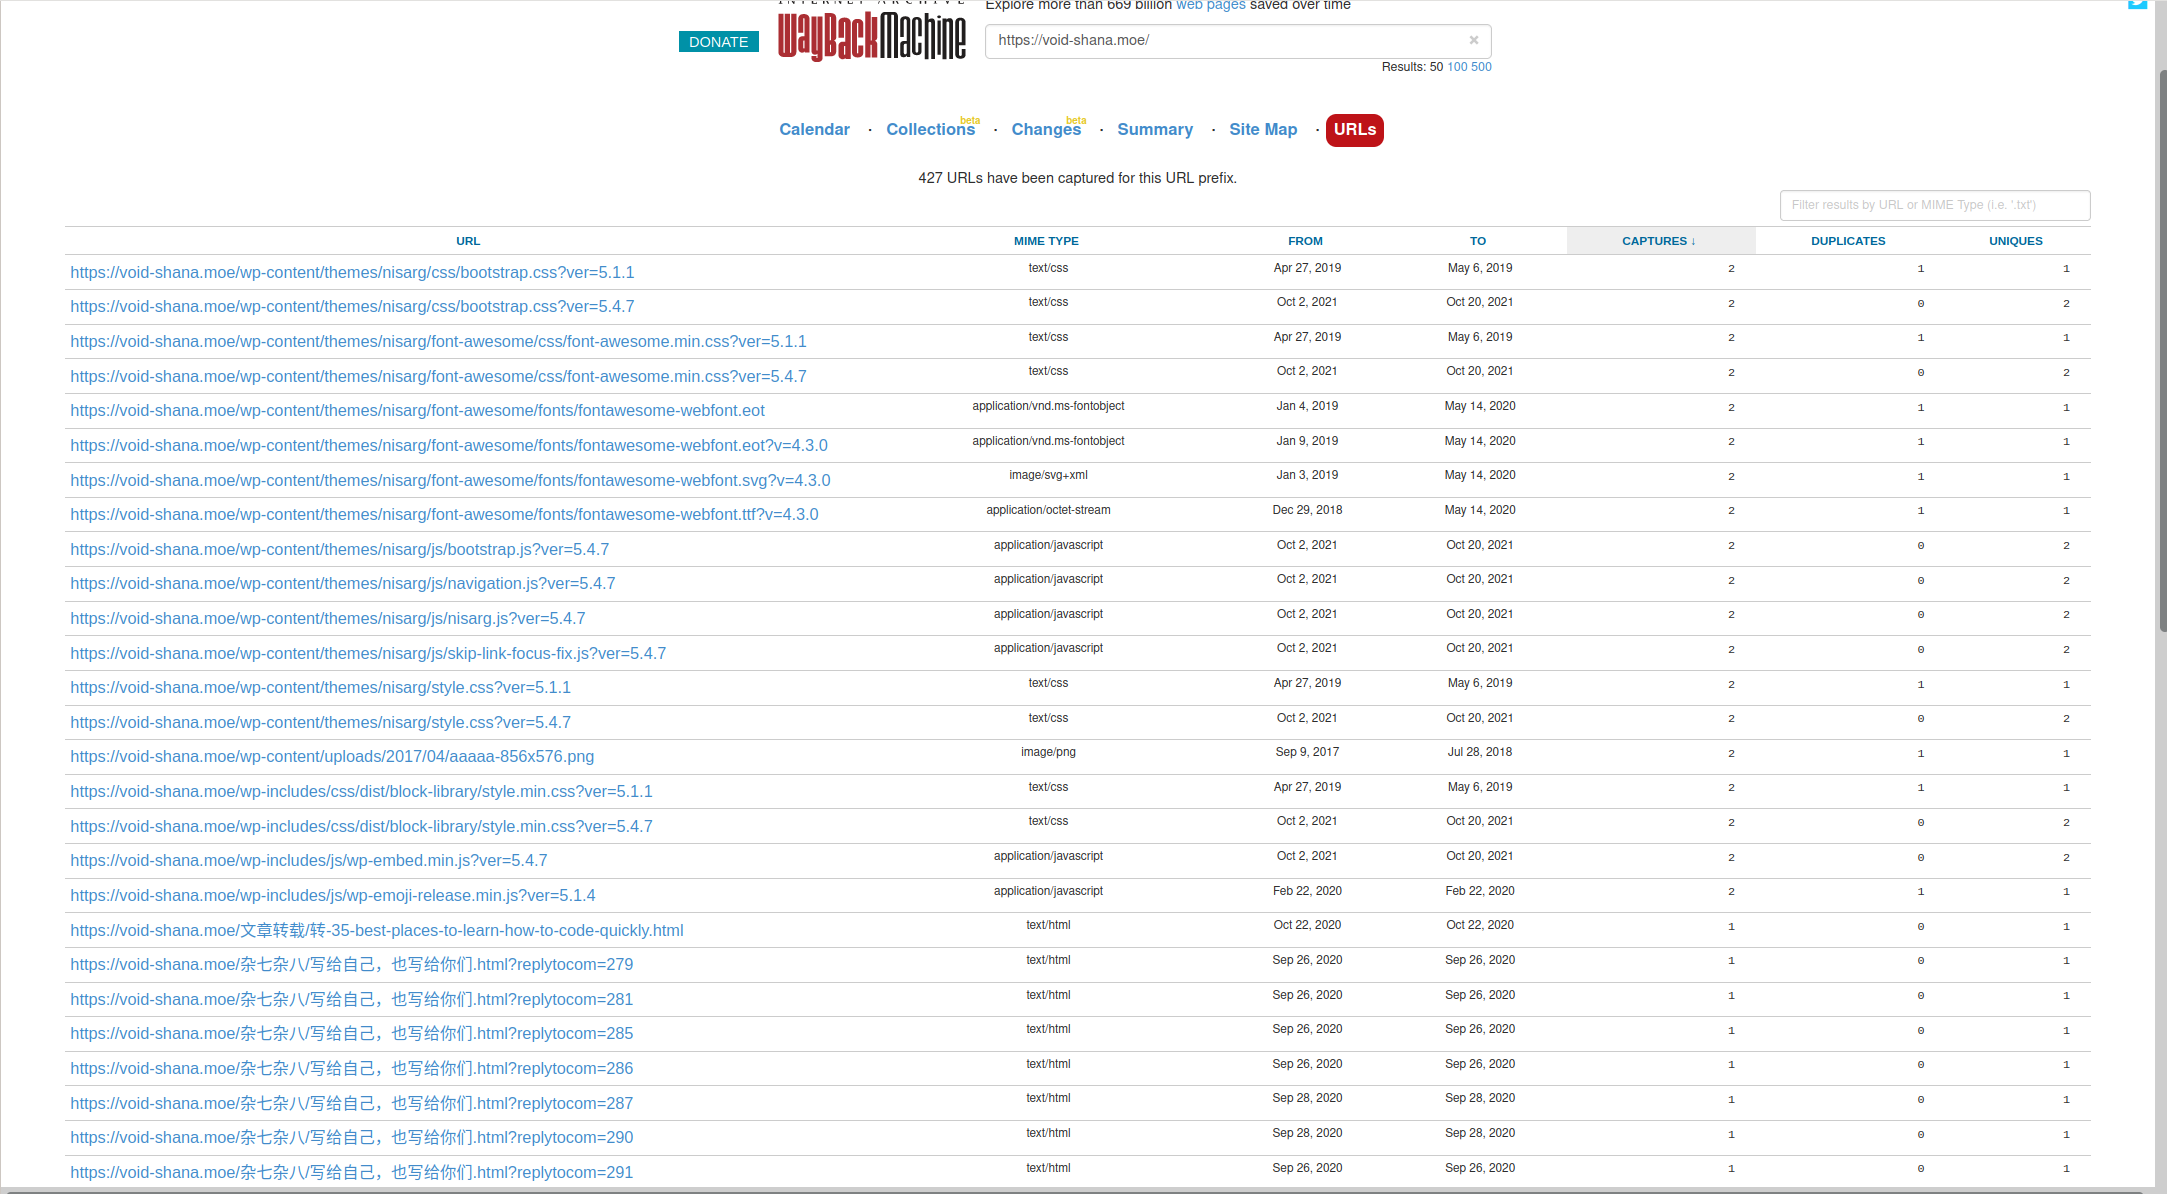 INTERNET ARCHIVE
Explore more than 669 billion web pages saved over time
DONATE
WayBackMachine
https://void-shana.moe/ ×
Results: 50 100 500
Calendar · Collections beta · Changes beta · Summary · Site Map · URLs
427 URLs have been captured for this URL prefix.
Filter results by URL or MIME Type (i.e. '.txt')
URL MIME TYPE FROM TO CAPTURES ↓ DUPLICATES UNIQUES
https://void-shana.moe/wp-content/themes/nisarg/css/bootstrap.css?ver=5.1.1 text/css Apr 27, 2019 May 6, 2019 2 1 1
https://void-shana.moe/wp-content/themes/nisarg/css/bootstrap.css?ver=5.4.7 text/css Oct 2, 2021 Oct 20, 2021 2 0 2
https://void-shana.moe/wp-content/themes/nisarg/font-awesome/css/font-awesome.min.css?ver=5.1.1 text/css Apr 27, 2019 May 6, 2019 2 1 1
https://void-shana.moe/wp-content/themes/nisarg/font-awesome/css/font-awesome.min.css?ver=5.4.7 text/css Oct 2, 2021 Oct 20, 2021 2 0 2
https://void-shana.moe/wp-content/themes/nisarg/font-awesome/fonts/fontawesome-webfont.eot application/vnd.ms-fontobject Jan 4, 2019 May 14, 2020 2 1 1
https://void-shana.moe/wp-content/themes/nisarg/font-awesome/fonts/fontawesome-webfont.eot?v=4.3.0 application/vnd.ms-fontobject Jan 9, 2019 May 14, 2020 2 1 1
https://void-shana.moe/wp-content/themes/nisarg/font-awesome/fonts/fontawesome-webfont.svg?v=4.3.0 image/svg+xml Jan 3, 2019 May 14, 2020 2 1 1
https://void-shana.moe/wp-content/themes/nisarg/font-awesome/fonts/fontawesome-webfont.ttf?v=4.3.0 application/octet-stream Dec 29, 2018 May 14, 2020 2 1 1
https://void-shana.moe/wp-content/themes/nisarg/js/bootstrap.js?ver=5.4.7 application/javascript Oct 2, 2021 Oct 20, 2021 2 0 2
https://void-shana.moe/wp-content/themes/nisarg/js/navigation.js?ver=5.4.7 application/javascript Oct 2, 2021 Oct 20, 2021 2 0 2
https://void-shana.moe/wp-content/themes/nisarg/js/nisarg.js?ver=5.4.7 application/javascript Oct 2, 2021 Oct 20, 2021 2 0 2
https://void-shana.moe/wp-content/themes/nisarg/js/skip-link-focus-fix.js?ver=5.4.7 application/javascript Oct 2, 2021 Oct 20, 2021 2 0 2
https://void-shana.moe/wp-content/themes/nisarg/style.css?ver=5.1.1 text/css Apr 27, 2019 May 6, 2019 2 1 1
https://void-shana.moe/wp-content/themes/nisarg/style.css?ver=5.4.7 text/css Oct 2, 2021 Oct 20, 2021 2 0 2
https://void-shana.moe/wp-content/uploads/2017/04/aaaaa-856x576.png image/png Sep 9, 2017 Jul 28, 2018 2 1 1
https://void-shana.moe/wp-includes/css/dist/block-library/style.min.css?ver=5.1.1 text/css Apr 27, 2019 May 6, 2019 2 1 1
https://void-shana.moe/wp-includes/css/dist/block-library/style.min.css?ver=5.4.7 text/css Oct 2, 2021 Oct 20, 2021 2 0 2
https://void-shana.moe/wp-includes/js/wp-embed.min.js?ver=5.4.7 application/javascript Oct 2, 2021 Oct 20, 2021 2 0 2
https://void-shana.moe/wp-includes/js/wp-emoji-release.min.js?ver=5.1.4 application/javascript Feb 22, 2020 Feb 22, 2020 2 1 1
https://void-shana.moe/文章转载/转-35-best-places-to-learn-how-to-code-quickly.html text/html Oct 22, 2020 Oct 22, 2020 1 0 1
https://void-shana.moe/杂七杂八/写给自己，也写给你们.html?replytocom=279 text/html Sep 26, 2020 Sep 26, 2020 1 0 1
https://void-shana.moe/杂七杂八/写给自己，也写给你们.html?replytocom=281 text/html Sep 26, 2020 Sep 26, 2020 1 0 1
https://void-shana.moe/杂七杂八/写给自己，也写给你们.html?replytocom=285 text/html Sep 26, 2020 Sep 26, 2020 1 0 1
https://void-shana.moe/杂七杂八/写给自己，也写给你们.html?replytocom=286 text/html Sep 26, 2020 Sep 26, 2020 1 0 1
https://void-shana.moe/杂七杂八/写给自己，也写给你们.html?replytocom=287 text/html Sep 28, 2020 Sep 28, 2020 1 0 1
https://void-shana.moe/杂七杂八/写给自己，也写给你们.html?replytocom=290 text/html Sep 28, 2020 Sep 28, 2020 1 0 1
https://void-shana.moe/杂七杂八/写给自己，也写给你们.html?replytocom=291 text/html Sep 26, 2020 Sep 26, 2020 1 0 1